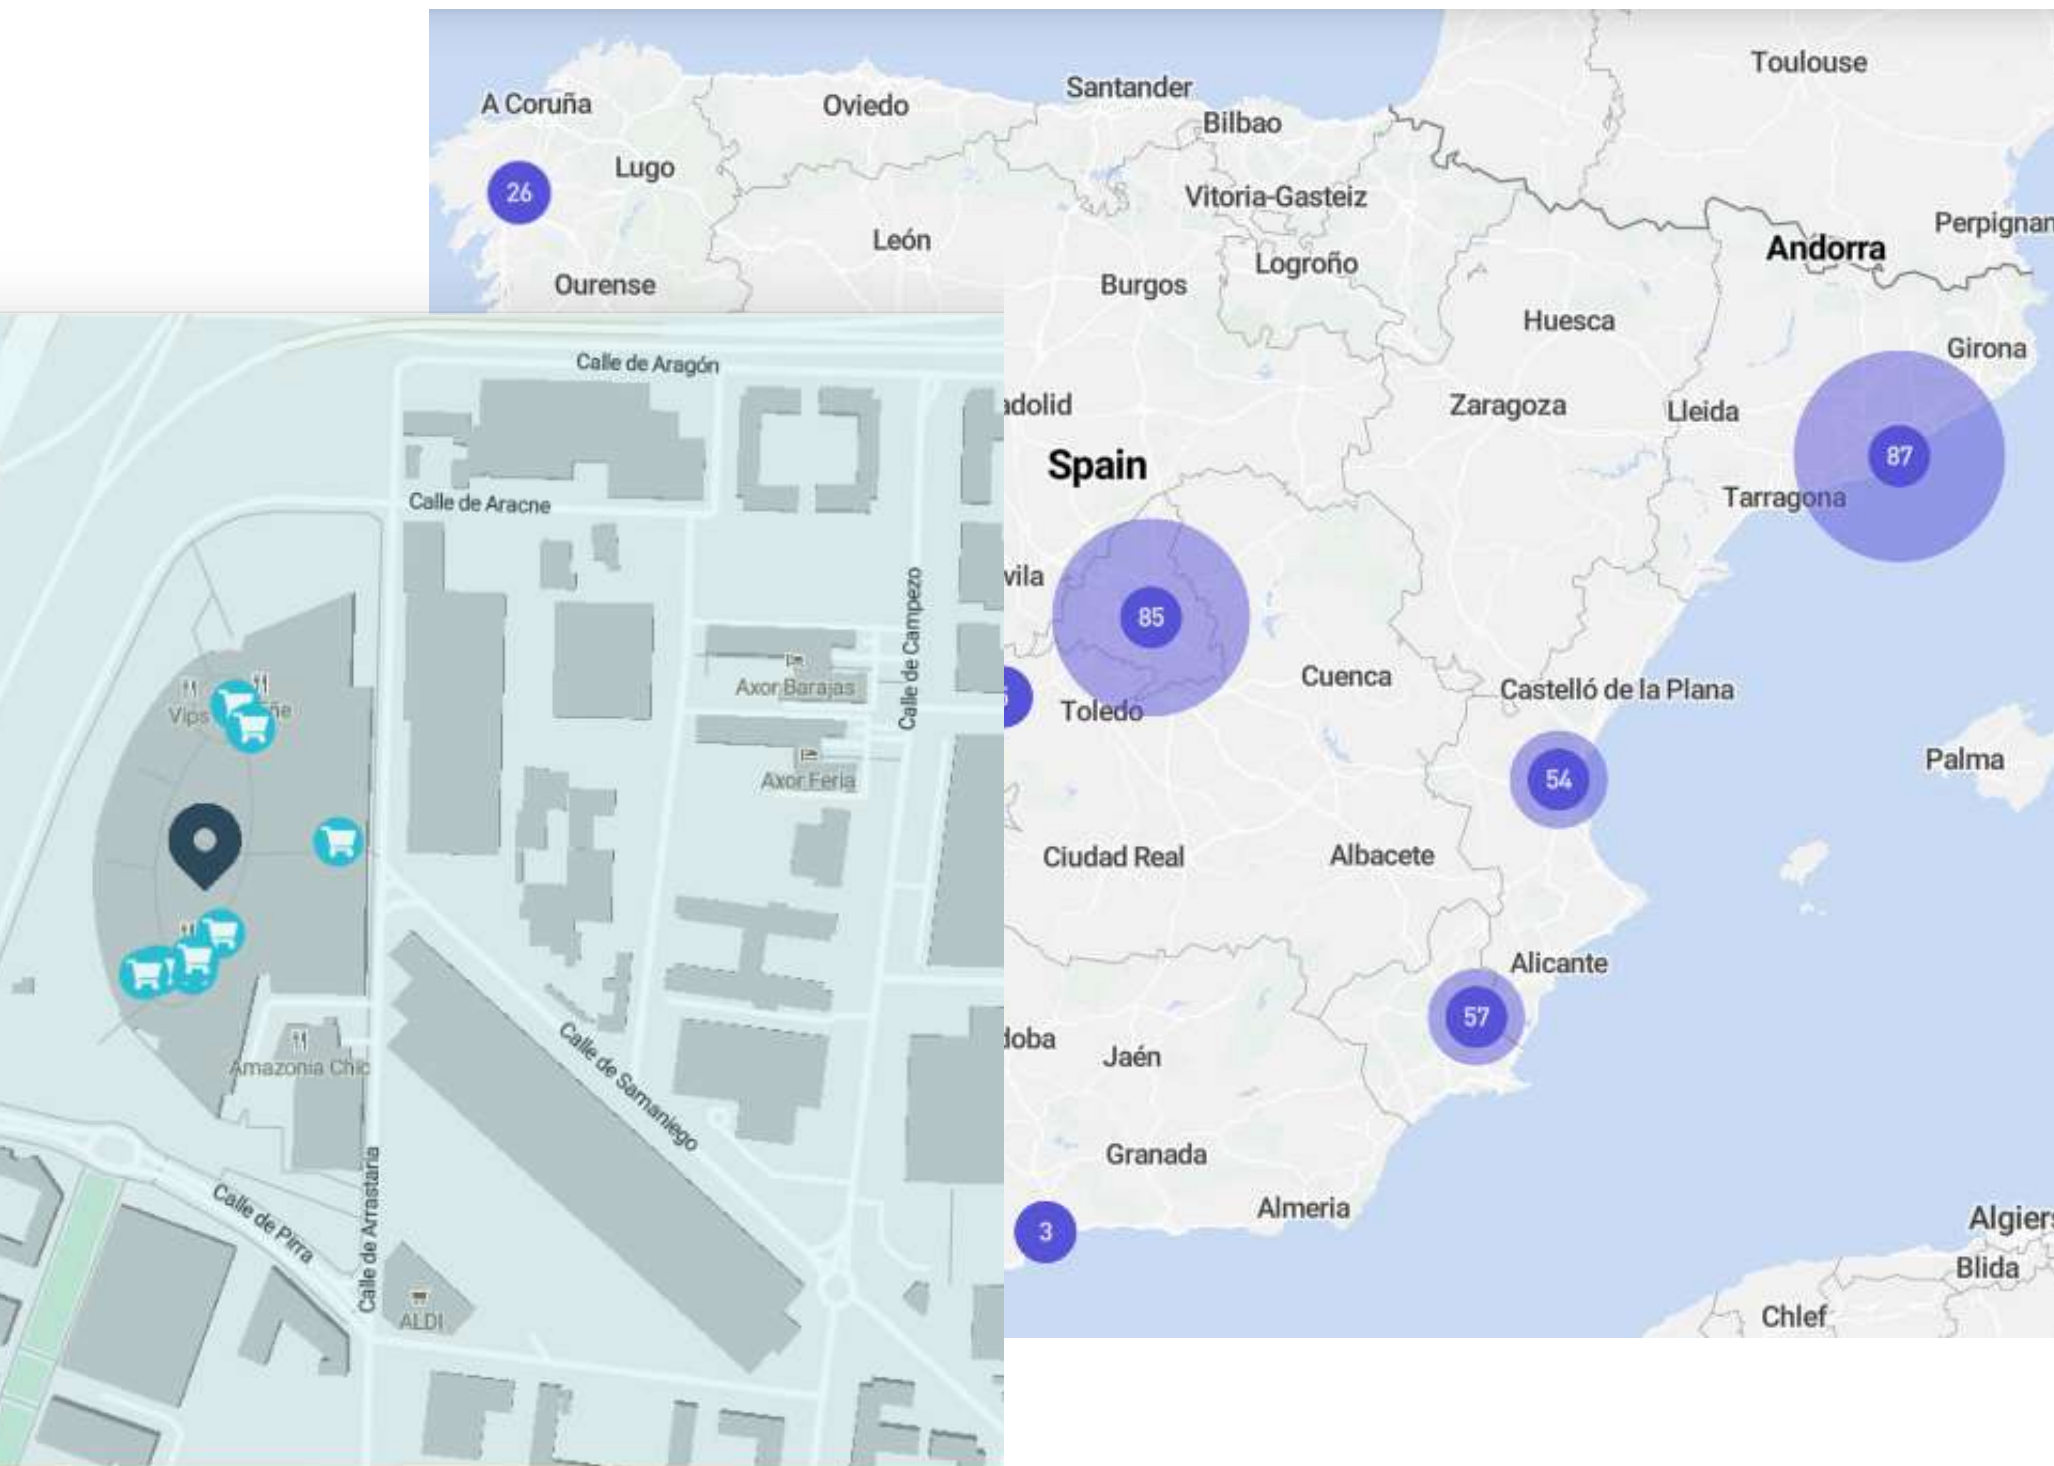 Toulouse
Santander
A Coruña
Oviedo
Bilbao
Lugo
26
Vitoria-Gasteiz
Perpignan
León
Andorra
Logroño
Ourense
Burgos
Huesca
Girona
adolid
Zaragoza
Lleida
87
Spain
Tarragona
vila
85
Cuenca
Castelló de la Plana
Toledo
Palma
54
Ciudad Real
Albacete
Alicante
57
doba
Jaén
Granada
Almeria
3
Algiers
Blida
Chlef
Calle de Aragón
Calle de Aracne
Calle de Campezo
Axor Barajas
Vips
ñe
Axor Feria
Amazonia Chic
Calle de Samaniego
Calle de Arrastaria
Calle de Pirra
ALDI